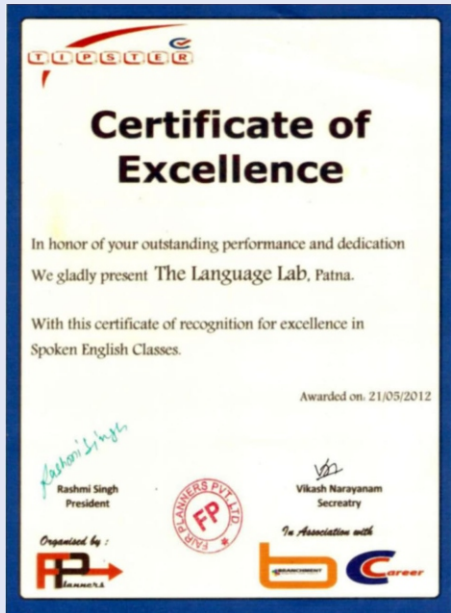 TIPSTER
Certificate of
Excellence
In honor of your outstanding performance and dedication
We gladly present The Language Lab, Patna.
With this certificate of recognition for excellence in
Spoken English Classes.
Awarded on: 21/05/2012
Rashmi Singh
Rashmi Singh
President
FAIR PLANNERS PVT. LTD.
FP
Vikash Narayanam
Secreatry
Organised by :
In Association with
FP
lanners
b
Career